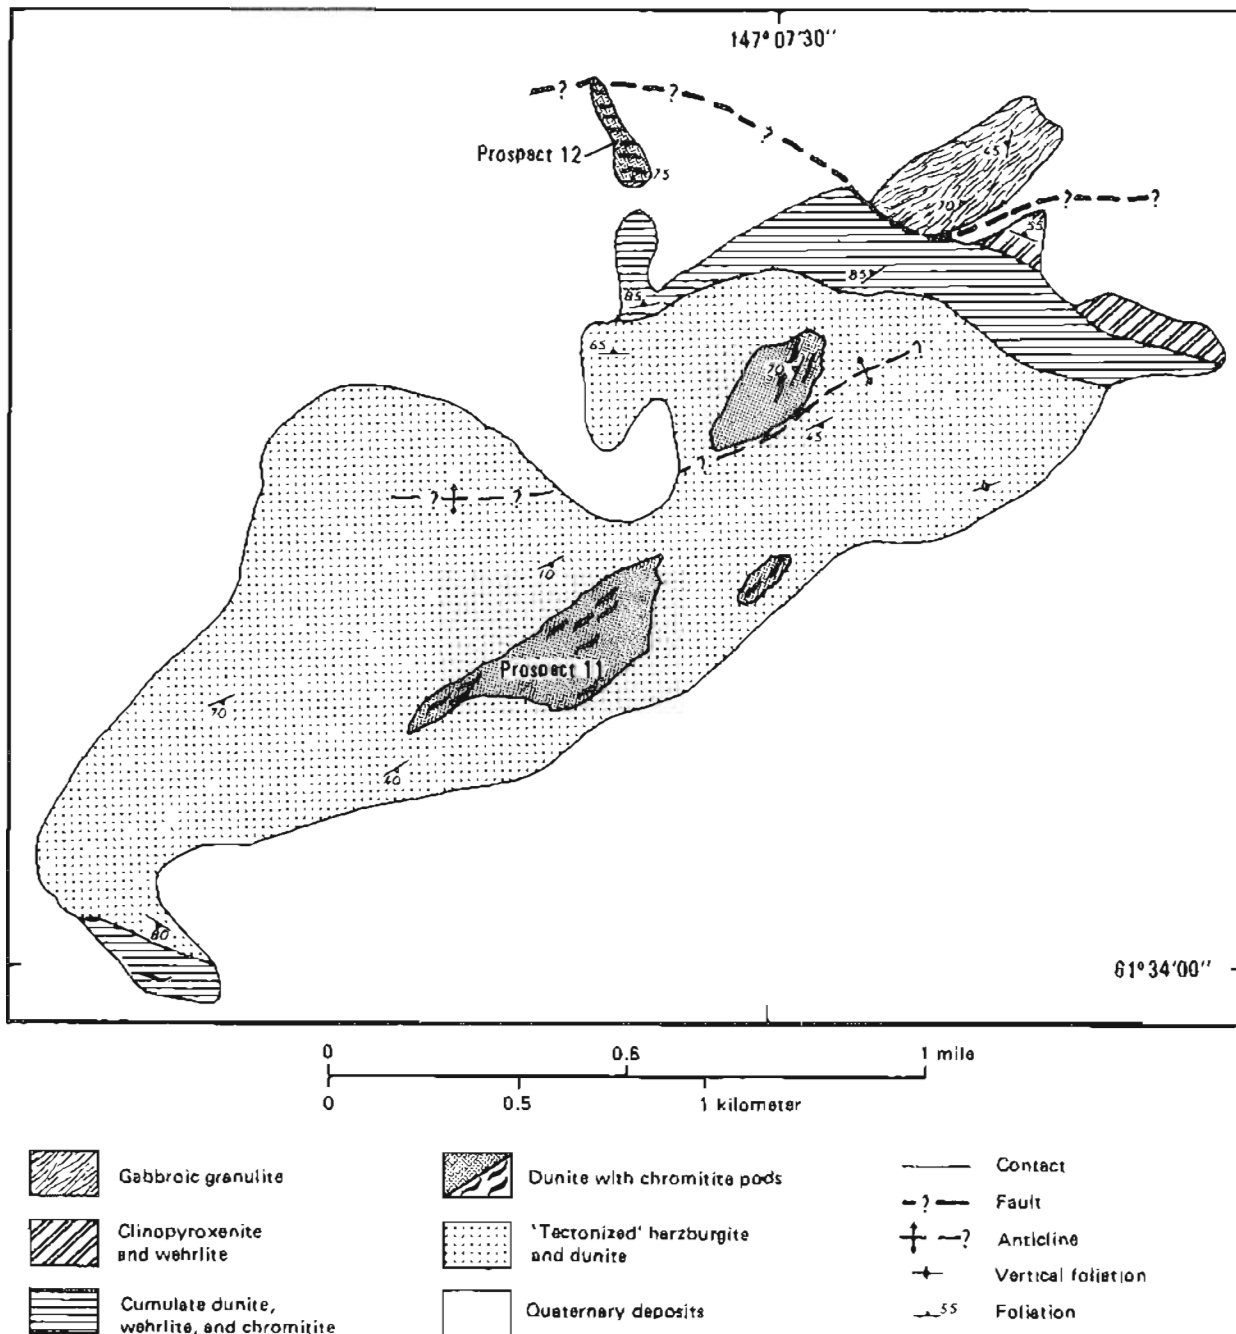 147° 07'30"
? ? ?
Prospect 12
75
45
70
? ?
55
85
85
65
70
?
45
?
? ?
10
Prospect 11
70
40
80
61° 34'00"
0 0.6 1 mile
0 0.5 1 kilometer
Gabbroic granulite
Clinopyroxenite
and wehrlite
Cumulate dunite,
wehrlite, and chromitite
Dunite with chromitite pods
'Tectonized' harzburgite
and dunite
Quaternary deposits
Contact
? Fault
? Anticline
Vertical foliation
55 Foliation